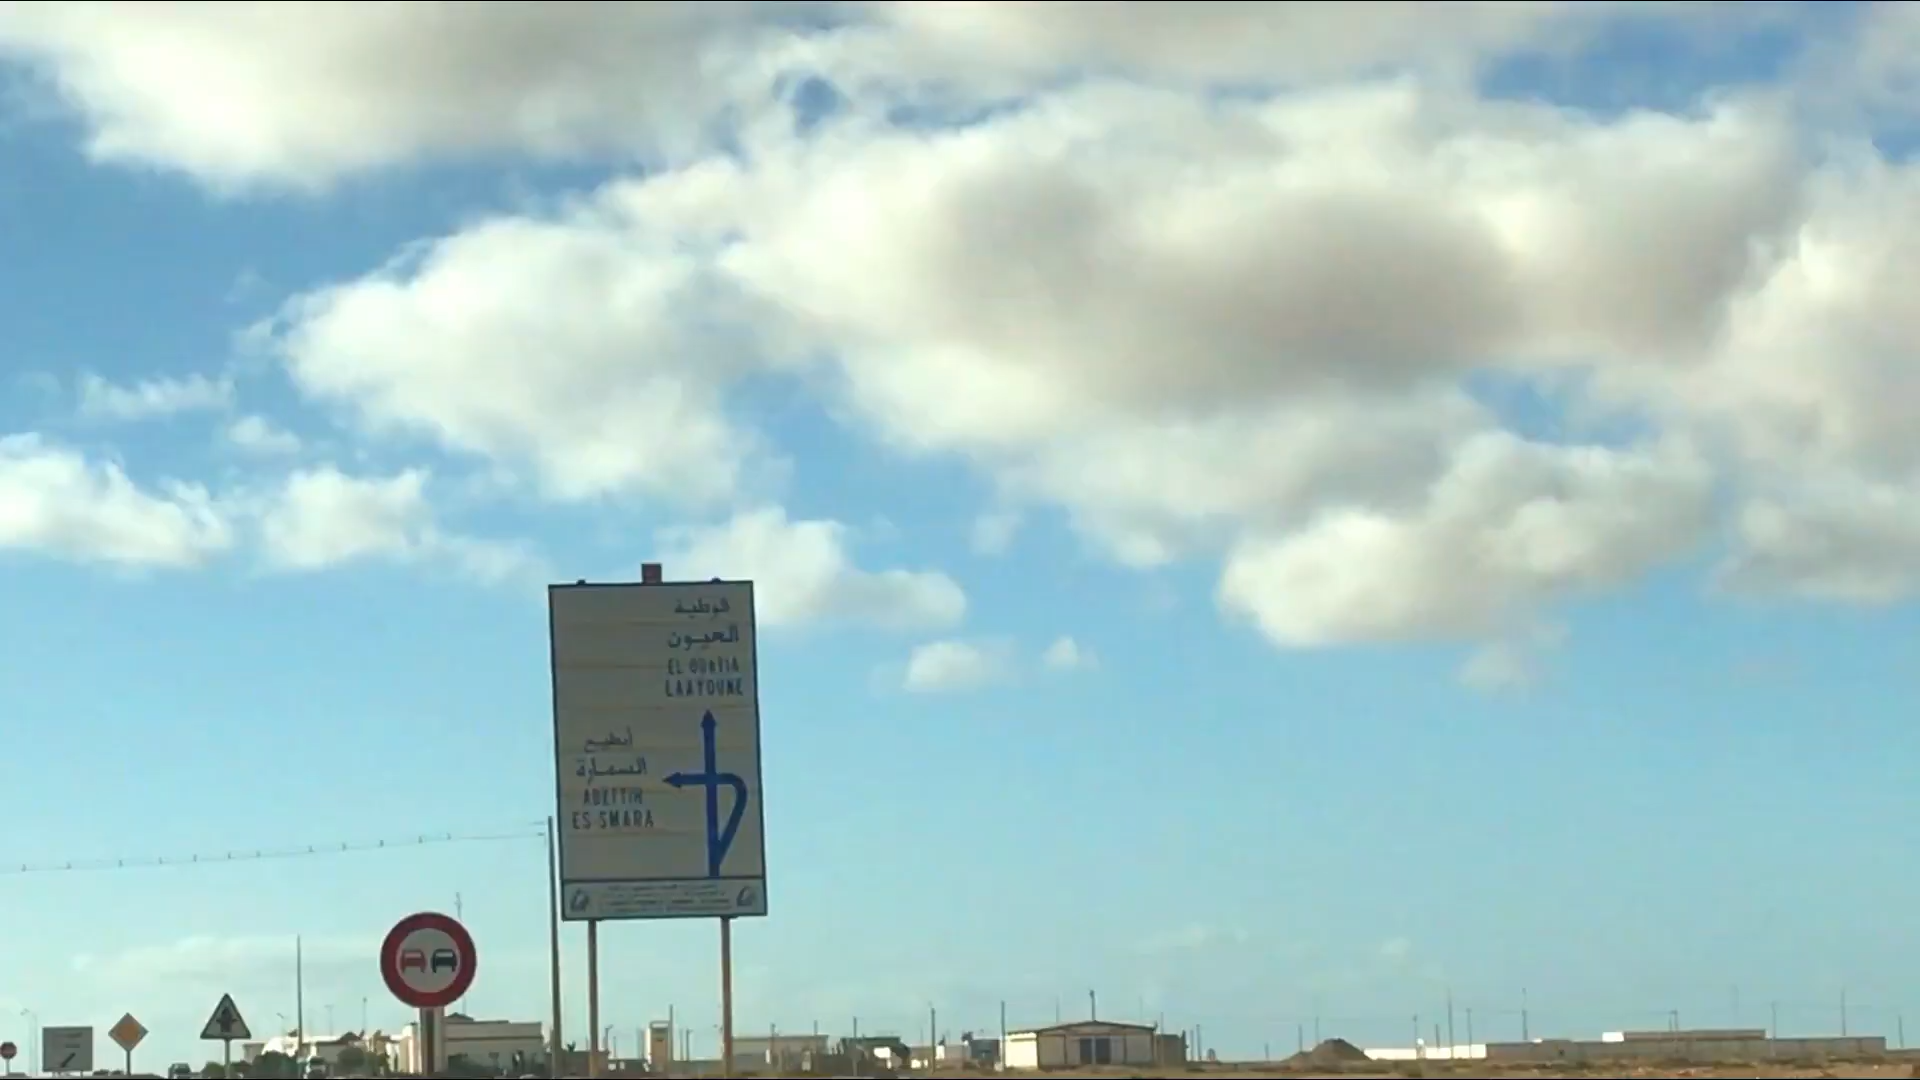 الوطية
العيون
EL OUATIA
LAAYOUNE
أبطيح
السمارة
ABETTIH
ES SMARA